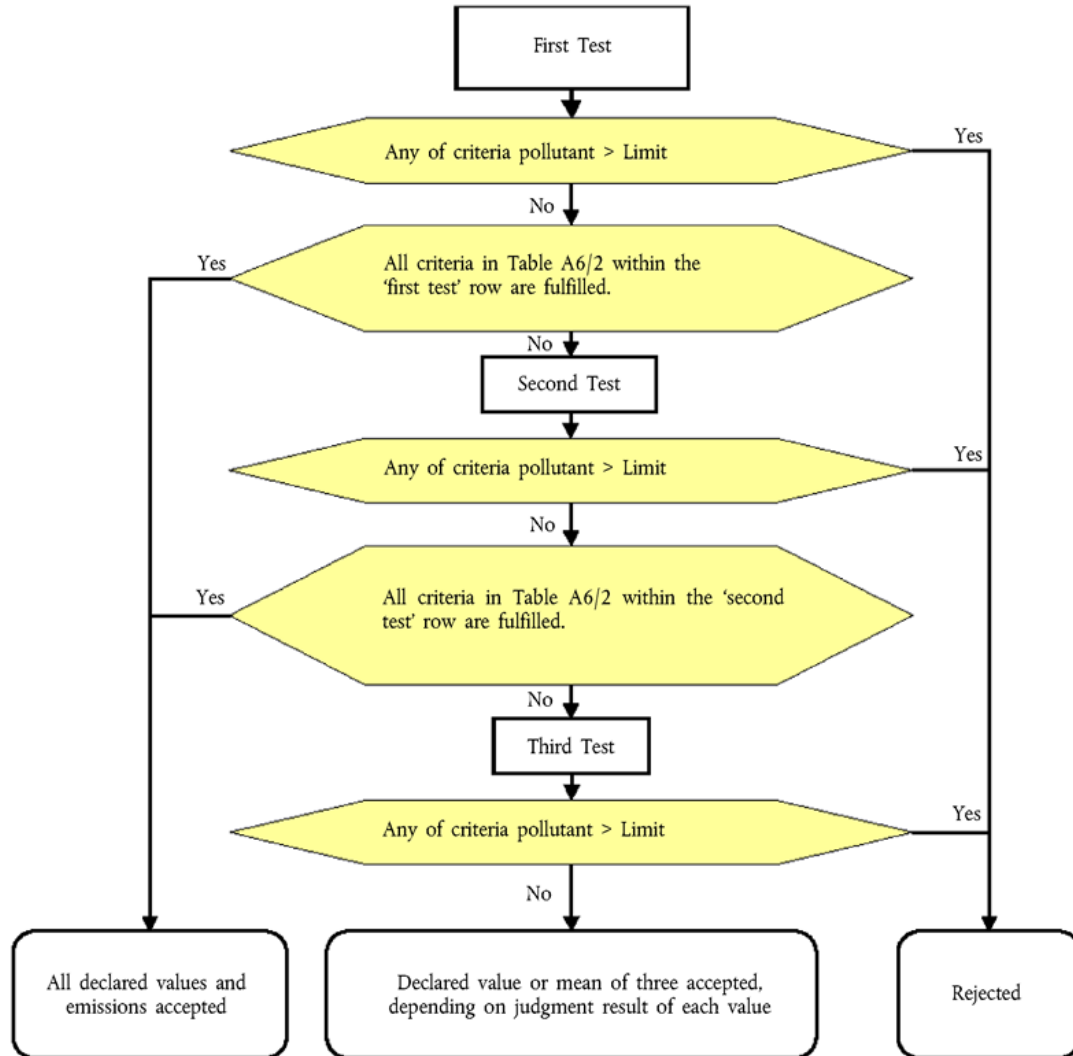 First Test
Any of criteria pollutant > Limit
Yes
No
Yes
All criteria in Table A6/2 within the
‘first test’ row are fulfilled.
No
Second Test
Any of criteria pollutant > Limit
Yes
No
Yes
All criteria in Table A6/2 within the ‘second
test’ row are fulfilled.
No
Third Test
Any of criteria pollutant > Limit
Yes
No
All declared values and
emissions accepted
Declared value or mean of three accepted,
depending on judgment result of each value
Rejected